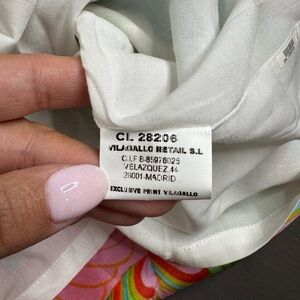 CI. 28206
VILAGALLO RETAIL S.L
C.I.F B-85976025
VELAZQUEZ,44
28001-MADRID
EXCLUSIVE PRINT VILAGALLO